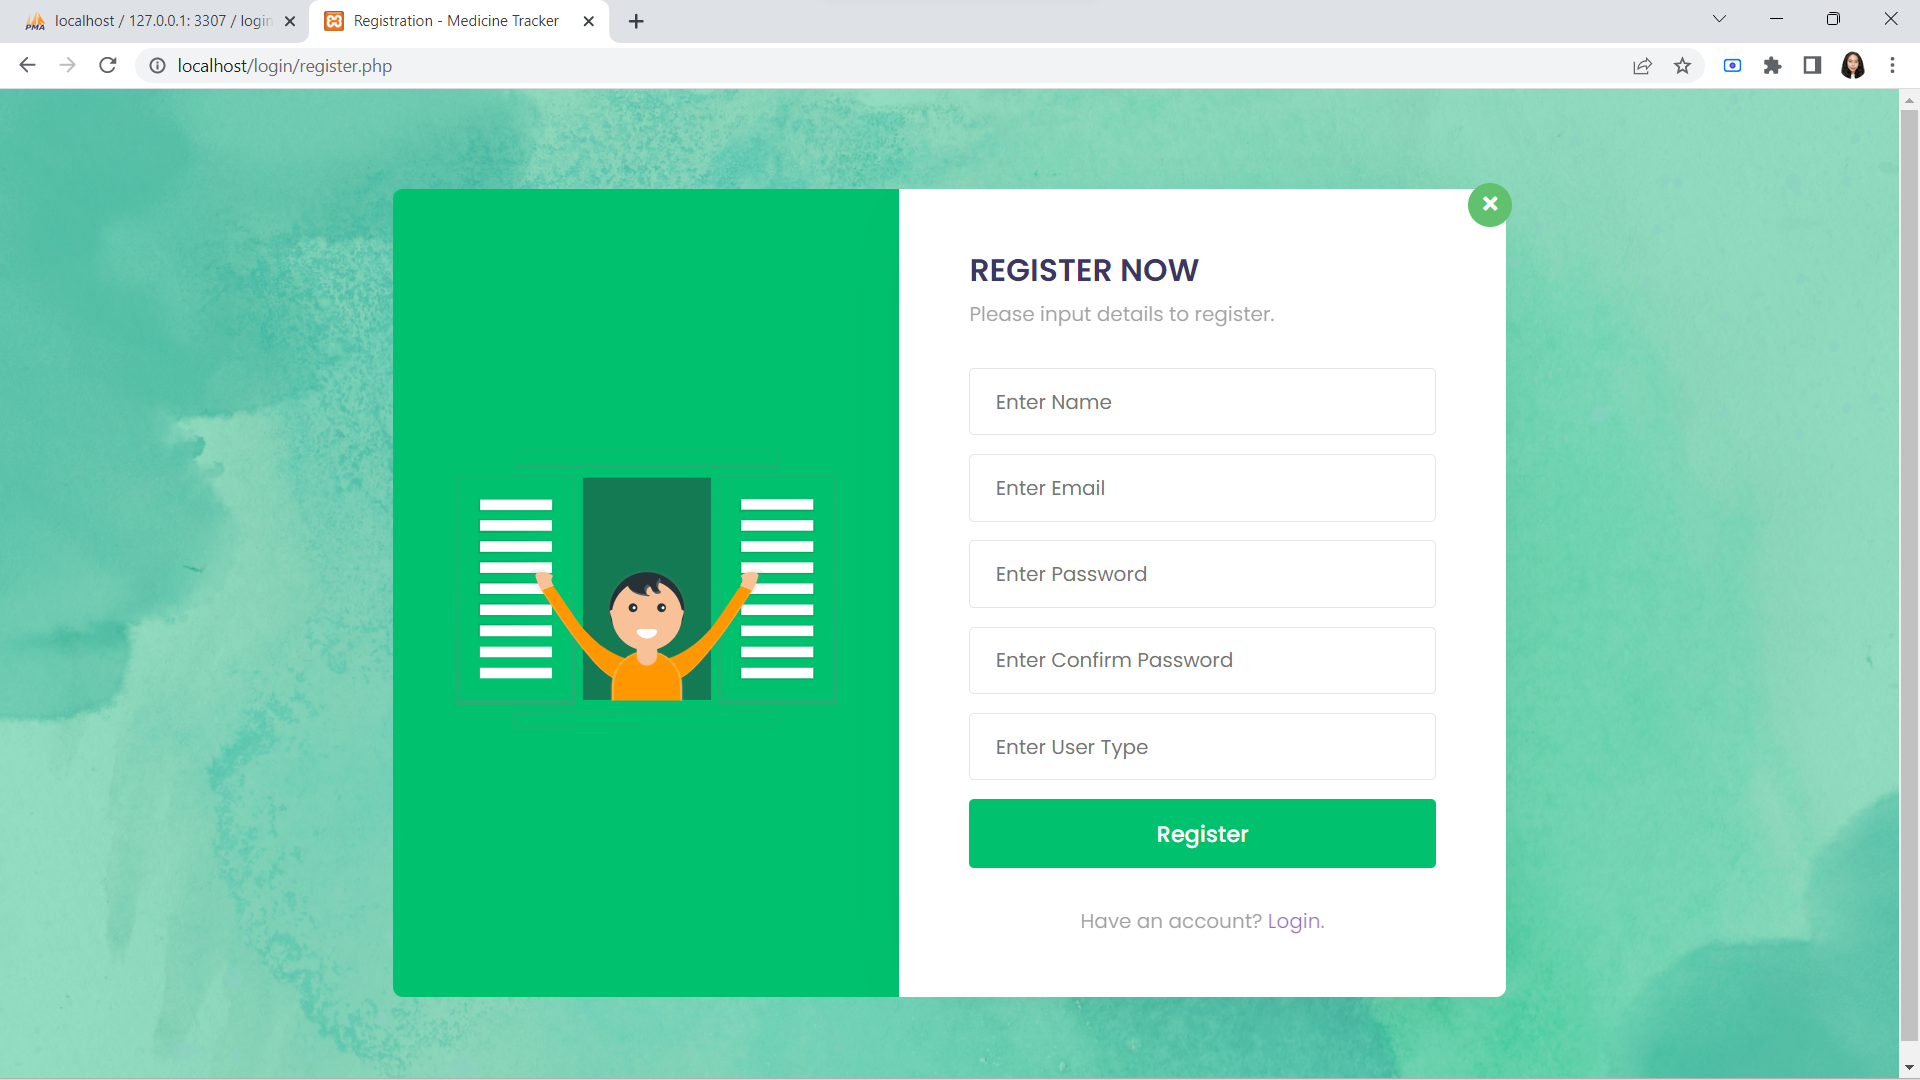 PMA
localhost / 127.0.0.1: 3307 / login
Registration - Medicine Tracker
localhost/login/register.php
REGISTER NOW
Please input details to register.
Enter Name
Enter Email
Enter Password
Enter Confirm Password
Enter User Type
Register
Have an account? Login.